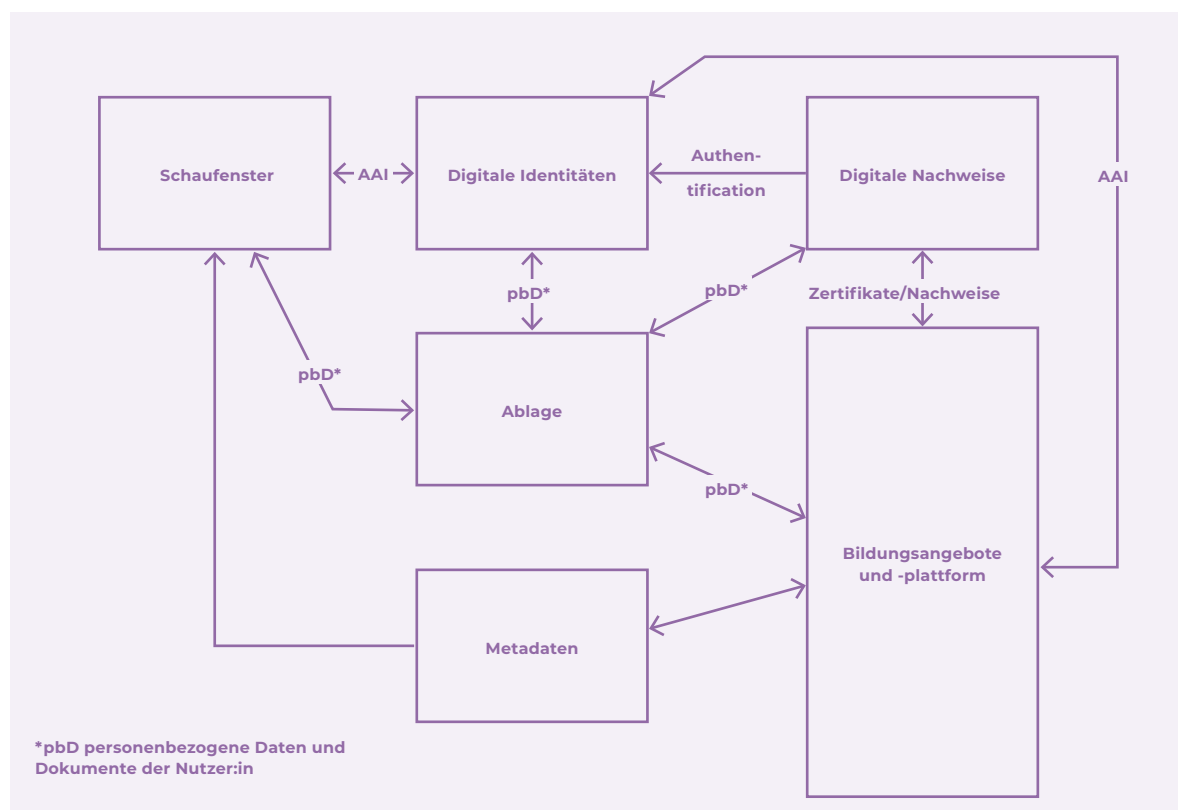 Schaufenster
AAI
Digitale Identitäten
Authen-
tification
Digitale Nachweise
AAI
pbD*
pbD*
Zertifikate/Nachweise
pbD*
Ablage
pbD*
Bildungsangebote
und -plattform
Metadaten
*pbD personenbezogene Daten und
Dokumente der Nutzer:in